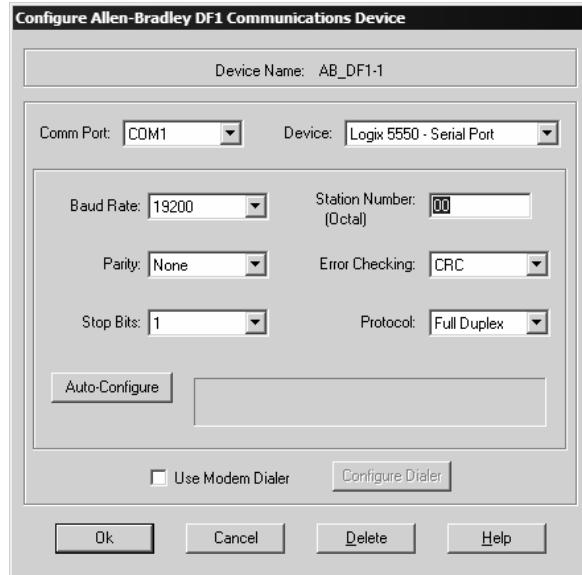 Configure Allen-Bradley DF1 Communications Device
Device Name: AB_DF1-1
Comm Port: COM1 Device: Logix 5550 - Serial Port
Baud Rate: 19200 Station Number: 00
(Octal)
Parity: None Error Checking: CRC
Stop Bits: 1 Protocol: Full Duplex
Auto-Configure
Use Modem Dialer Configure Dialer
Ok Cancel Delete Help